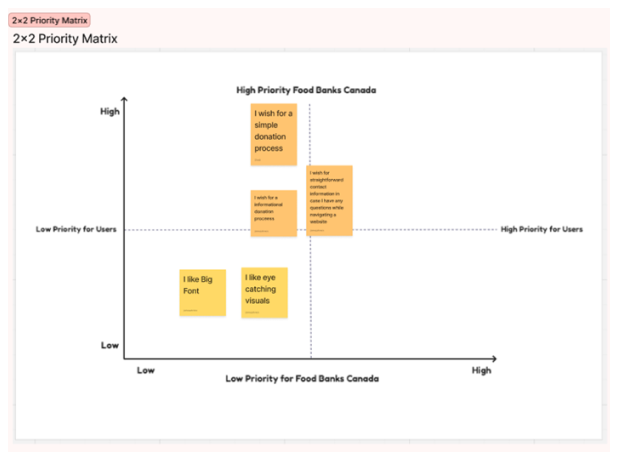 2×2 Priority Matrix
2×2 Priority Matrix
High Priority Food Banks Canada
High
I wish for a
simple
donation
process
I wish for
straightforward
contact
information in
case I have any
questions while
navigating a
website
I wish for a
informational
donation
process
Low Priority for Users
High Priority for Users
I like Big
Font
I like eye
catching
visuals
Low
Low
High
Low Priority for Food Banks Canada